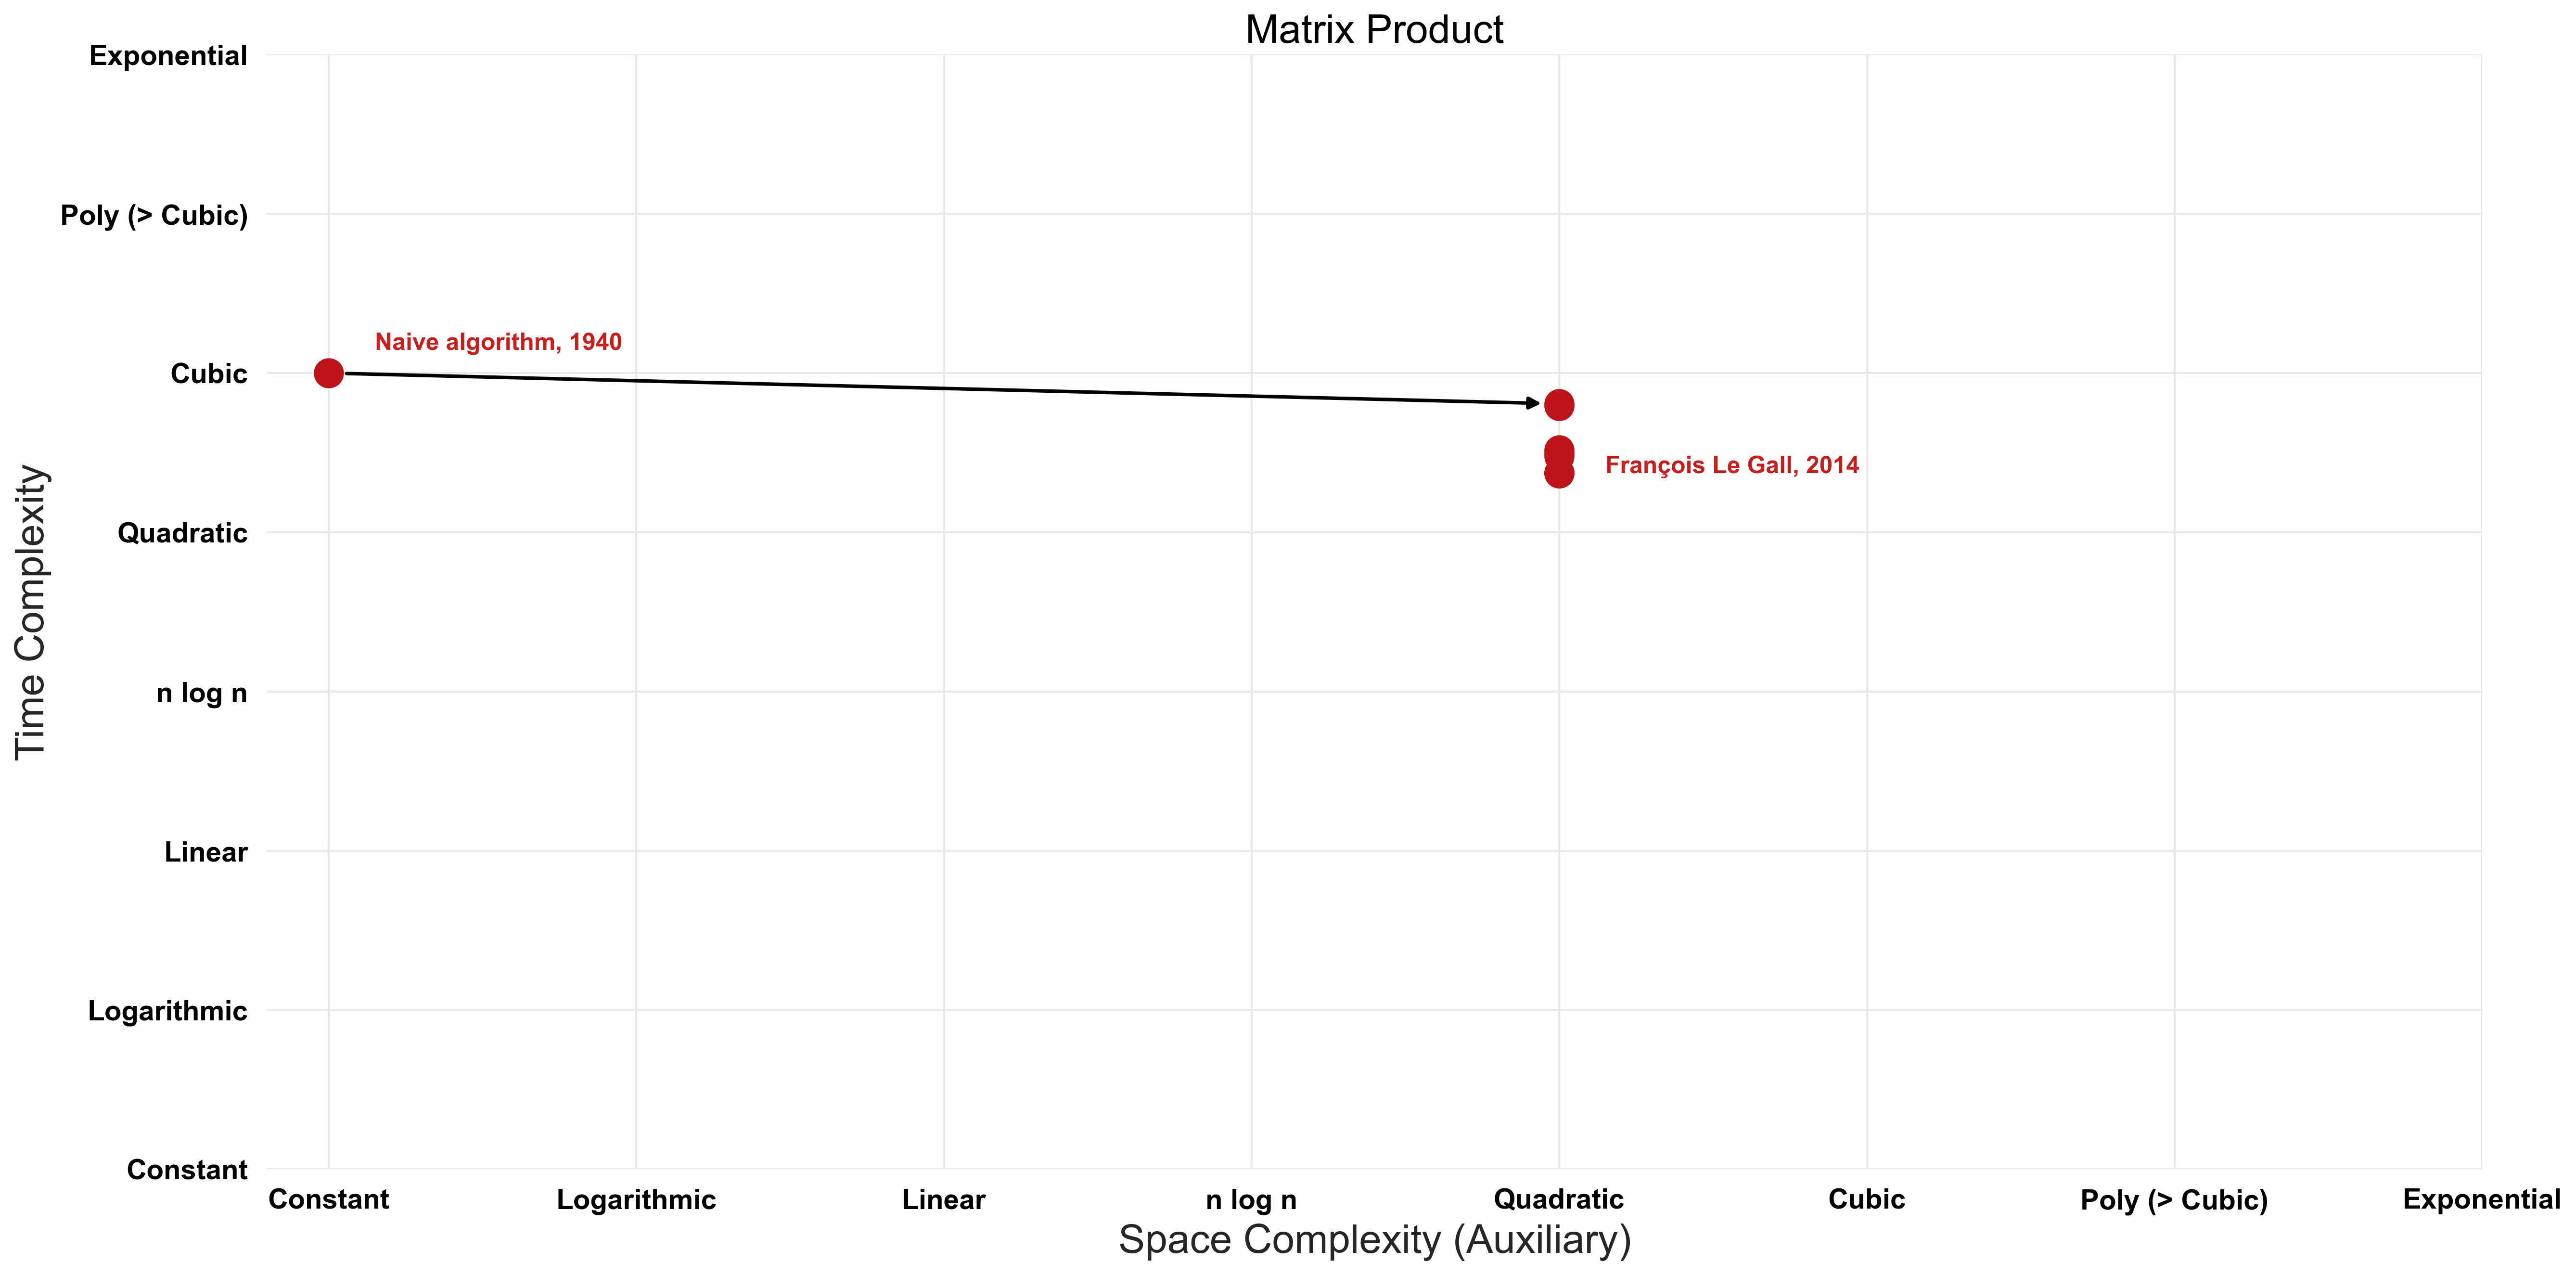 Matrix Product
Exponential
Poly (> Cubic)
Cubic
Quadratic
n log n
Linear
Logarithmic
Constant
Time Complexity
Naive algorithm, 1940
François Le Gall, 2014
Constant
Logarithmic
Linear
n log n
Quadratic
Cubic
Poly (> Cubic)
Exponential
Space Complexity (Auxiliary)